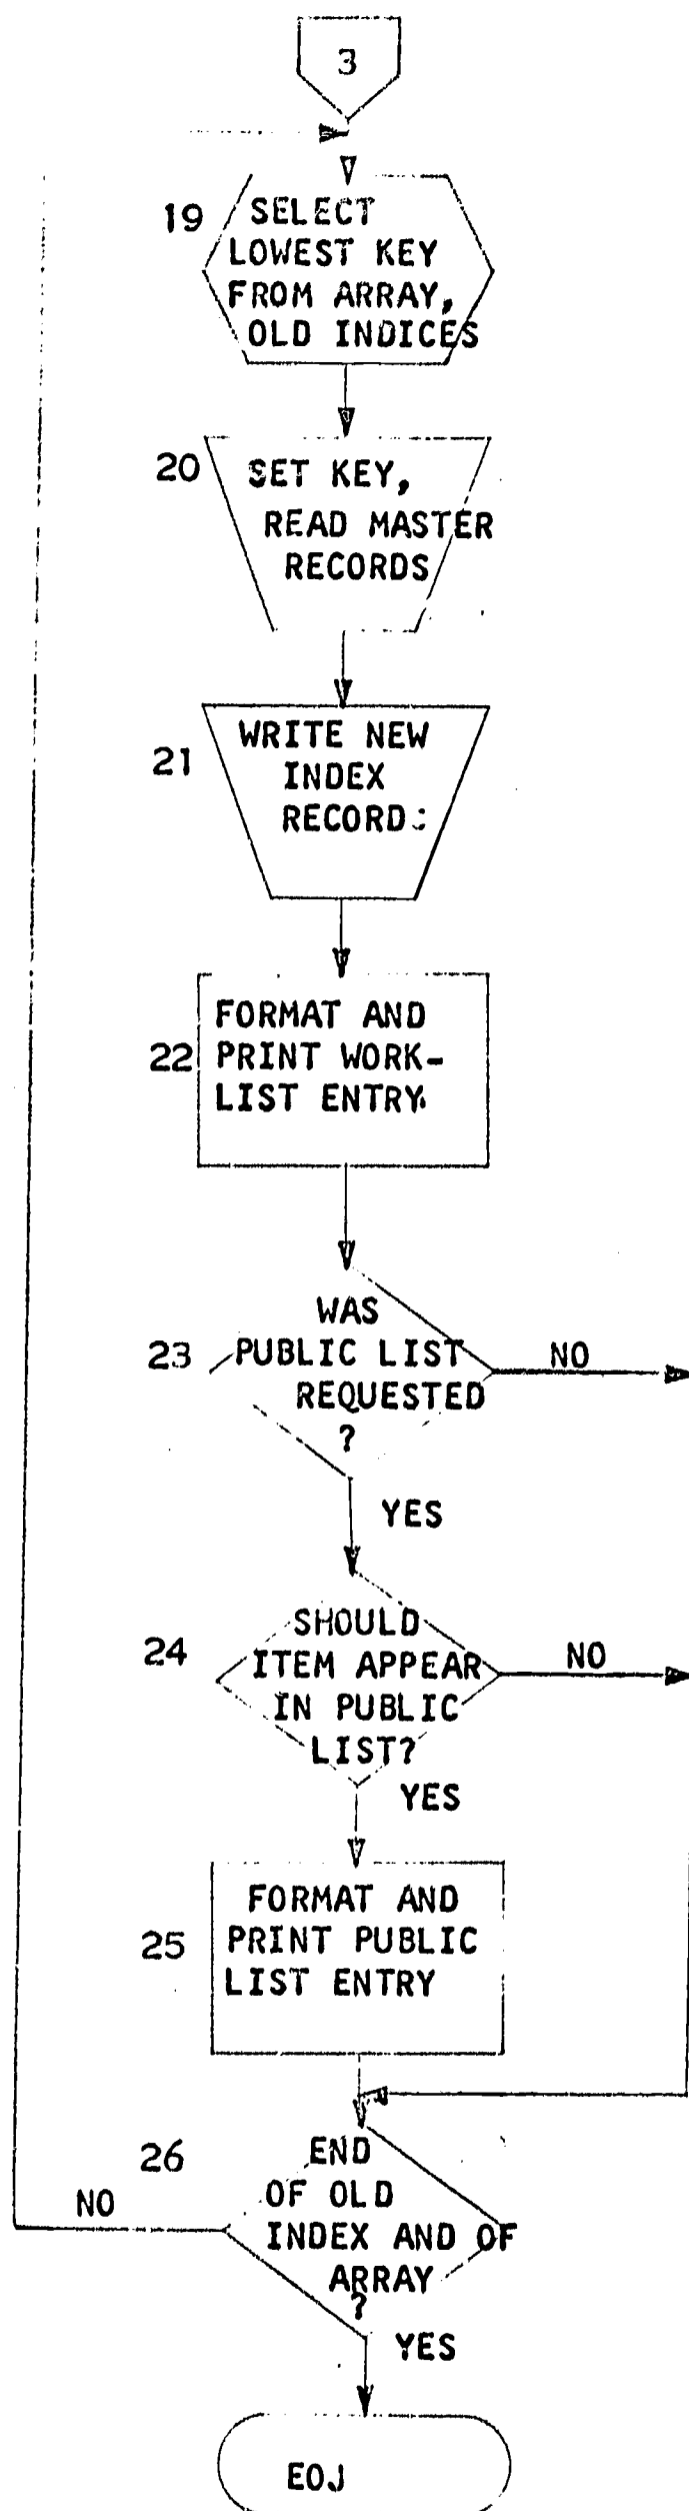 3
19
SELECT
LOWEST KEY
FROM ARRAY,
OLD INDICES
20
SET KEY,
READ MASTER
RECORDS
21
WRITE NEW
INDEX
RECORDS
22
FORMAT AND
PRINT WORK-
LIST ENTRY.
23
WAS
PUBLIC LIST
REQUESTED
?
NO
YES
24
SHOULD
ITEM APPEAR
IN PUBLIC
LIST?
NO
YES
25
FORMAT AND
PRINT PUBLIC
LIST ENTRY
26
END
OF OLD
INDEX AND OF
ARRAY
?
NO
YES
EOJ